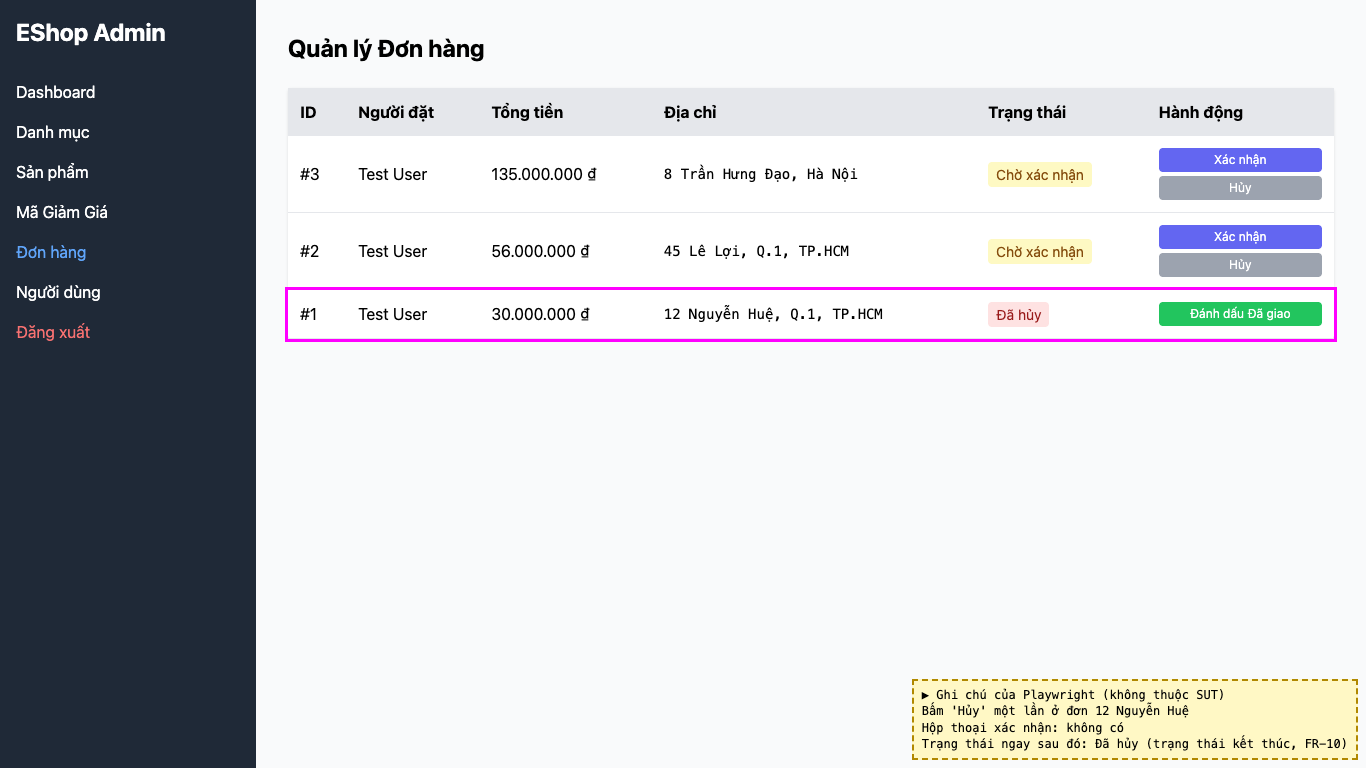 EShop Admin
Dashboard
Danh mục
Sản phẩm
Mã Giảm Giá
Đơn hàng
Người dùng
Đăng xuất
Quản lý Đơn hàng
ID Người đặt Tổng tiền Địa chỉ Trạng thái Hành động
#3 Test User 135.000.000 ₫ 8 Trần Hưng Đạo, Hà Nội Chờ xác nhận Xác nhận
Hủy
#2 Test User 56.000.000 ₫ 45 Lê Lợi, Q.1, TP.HCM Chờ xác nhận Xác nhận
Hủy
#1 Test User 30.000.000 ₫ 12 Nguyễn Huệ, Q.1, TP.HCM Đã hủy Đánh dấu Đã giao
▶ Ghi chú của Playwright (không thuộc SUT)
Bấm 'Hủy' một lần ở đơn 12 Nguyễn Huệ
Hộp thoại xác nhận: không có
Trạng thái ngay sau đó: Đã hủy (trạng thái kết thúc, FR-10)